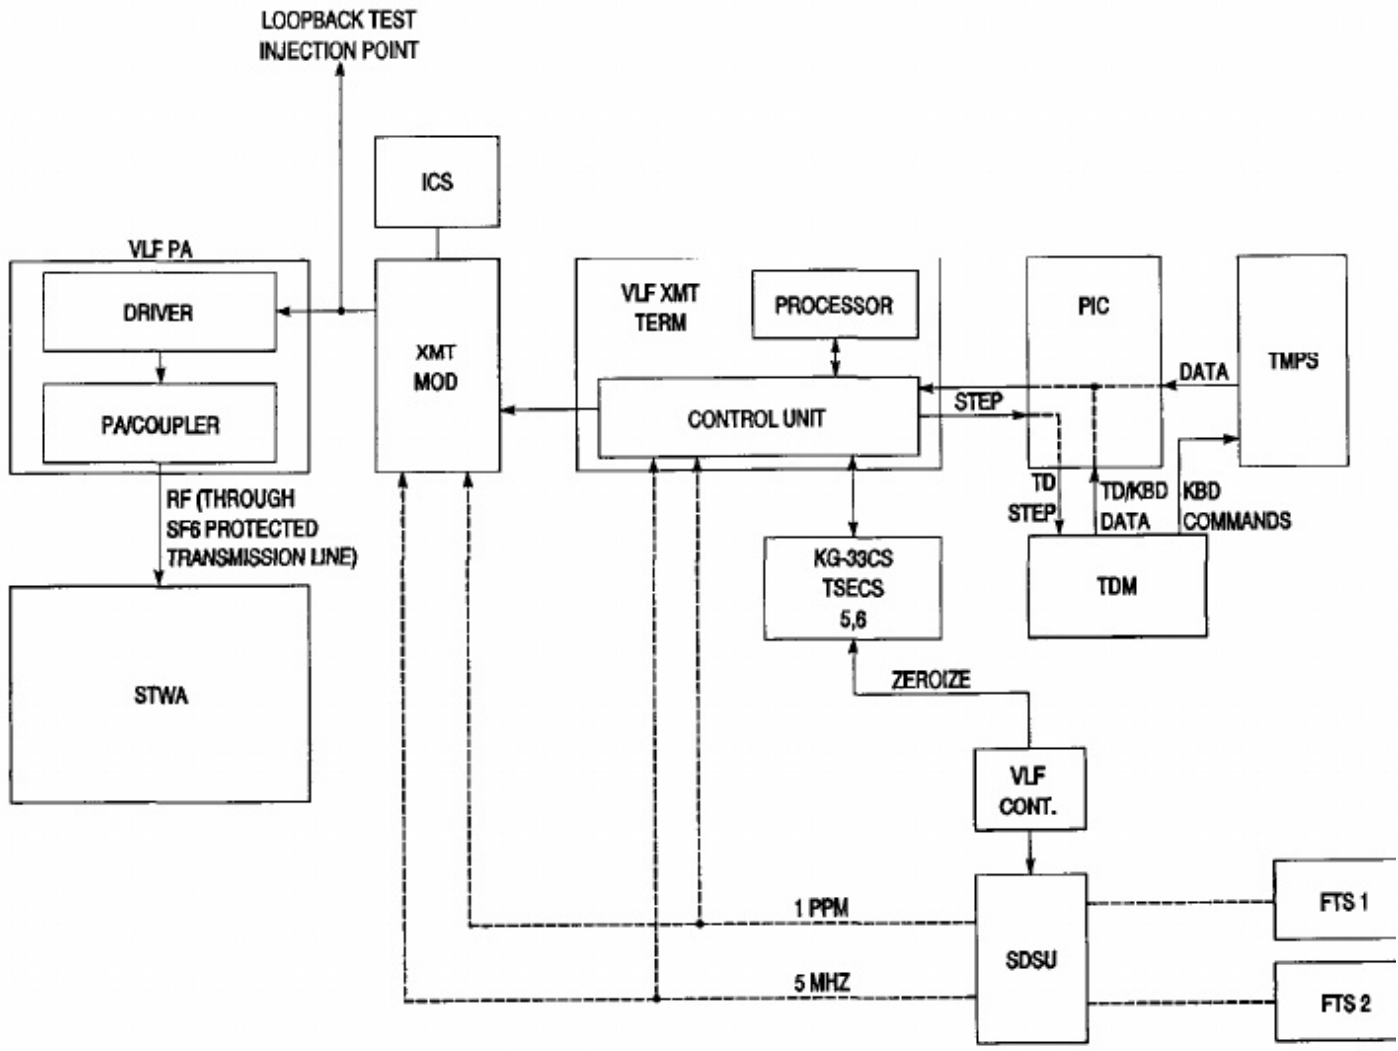 LOOPBACK TEST
INJECTION POINT
ICS
VLF PA
DRIVER
PA/COUPLER
XMT
MOD
VLF XMT
TERM
PROCESSOR
CONTROL UNIT
STEP
PIC
DATA
TMPS
TD
STEP
TD/KBD
DATA
KBD
COMMANDS
TDM
RF (THROUGH
SF6 PROTECTED
TRANSMISSION LINE)
STWA
KG-33CS
TSECS
5,6
ZEROIZE
VLF
CONT.
SDSU
1 PPM
5 MHZ
FTS 1
FTS 2